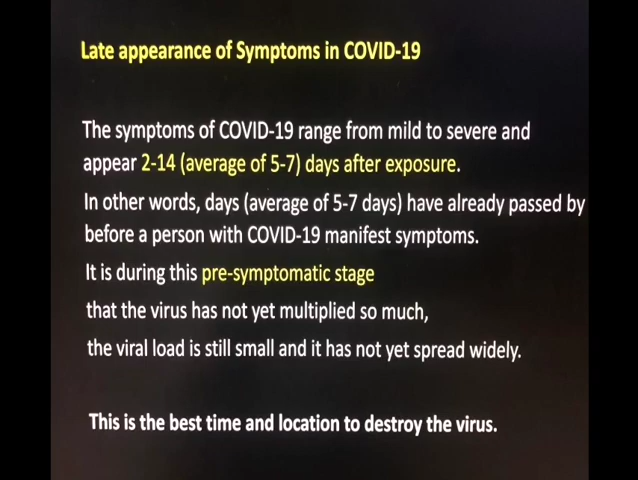 Late appearance of Symptoms in COVID-19
The symptoms of COVID-19 range from mild to severe and
appear 2-14 (average of 5-7) days after exposure.
In other words, days (average of 5-7 days) have already passed by
before a person with COVID-19 manifest symptoms.
It is during this pre-symptomatic stage
that the virus has not yet multiplied so much,
the viral load is still small and it has not yet spread widely.
This is the best time and location to destroy the virus.